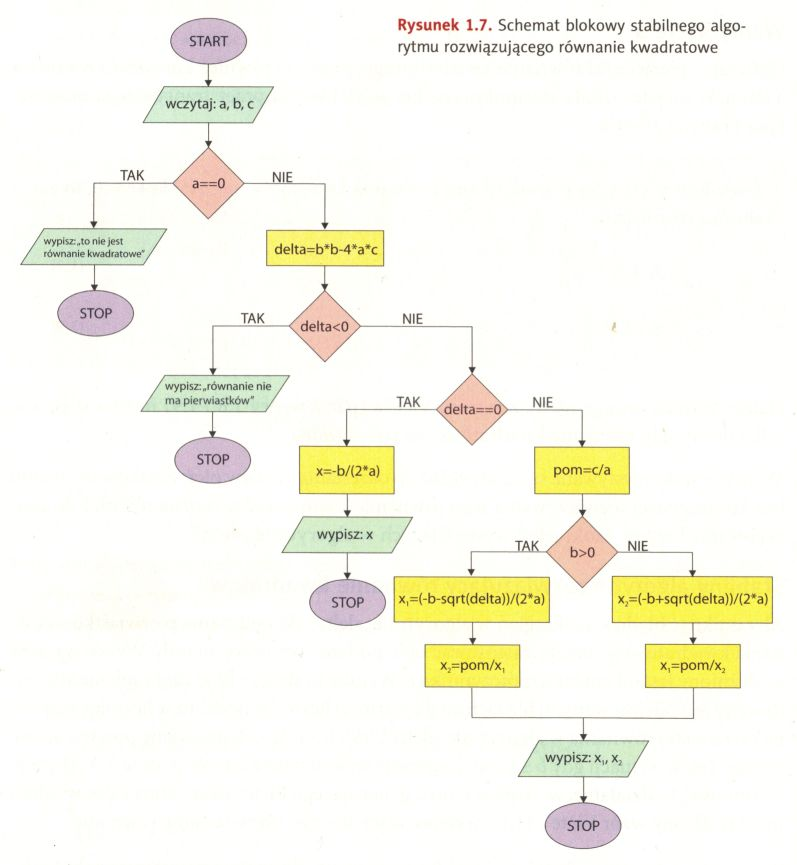 Rysunek 1.7. Schemat blokowy stabilnego algo-
rytmu rozwiązującego równanie kwadratowe
START
wczytaj: a, b, c
a==0
TAK
NIE
wypisz: „to nie jest
równanie kwadratowe”
STOP
delta=b*b-4*a*c
delta<0
TAK
NIE
wypisz: „równanie nie
ma pierwiastków”
STOP
delta==0
TAK
NIE
x=-b/(2*a)
wypisz: x
STOP
pom=c/a
b>0
TAK
NIE
x₁=(-b-sqrt(delta))/(2*a)
x₂=pom/x₁
x₂=(-b+sqrt(delta))/(2*a)
x₁=pom/x₂
wypisz: x₁, x₂
STOP